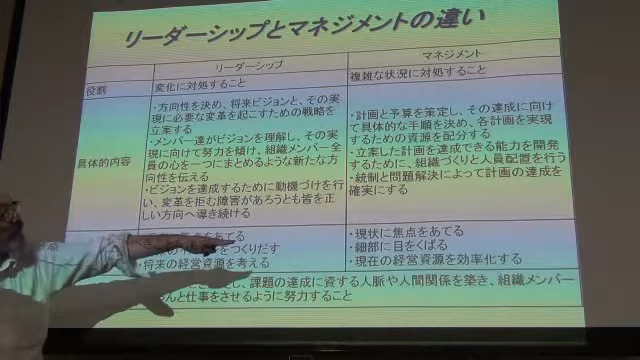 リーダーシップとマネジメントの違い
リーダーシップ
マネジメント
役割
変化に対処すること
複雑な状況に対処すること
具体的内容
・方向性を決め、将来ビジョンと、その実
現に必要な変革を起こすための戦略を
立案する
・メンバー達がビジョンを理解し、その実
現に向けて努力を傾け、組織メンバー全
員の心を一つにまとめるような新たな方
向性を伝える
・ビジョンを達成するために動機づけを行
い、変革を拒む障害があろうとも皆を正
しい方向へ導き続ける
・計画と予算を策定し、その達成に向け
て具体的な手順を決め、各計画を実現
するための資源を配分する
・立案した計画を達成できる能力を開発
するために、組織づくりと人員配置を行う
・統制と問題解決によって計画の達成を
確実にする
をあてる
をつくりだす
・将来の経営資源を考える
・現状に焦点をあてる
・細部に目をくばる
・現在の経営資源を効率化する
し、課題の達成に資する人脈や人間関係を築き、組織メンバー
んと仕事をさせるように努力すること